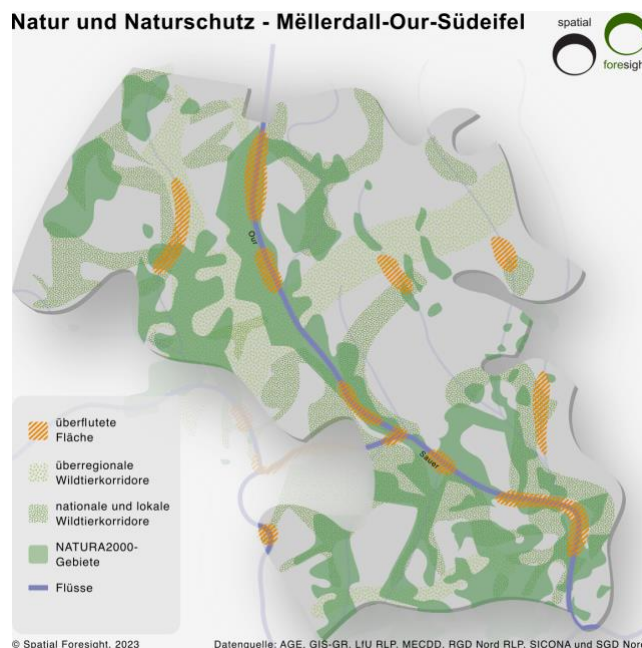 Natur und Naturschutz - Mëllerdall-Our-Südeifel
spatial
foresight
Our
Sauer
überflutete
Fläche
überregionale
Wildtierkorridore
nationale und lokale
Wildtierkorridore
NATURA2000-
Gebiete
Flüsse
© Spatial Foresight, 2023
Datenquelle: AGE, GIS-GR, LfU RLP, MECDD, RGD Nord RLP, SICONA und SGD Nord